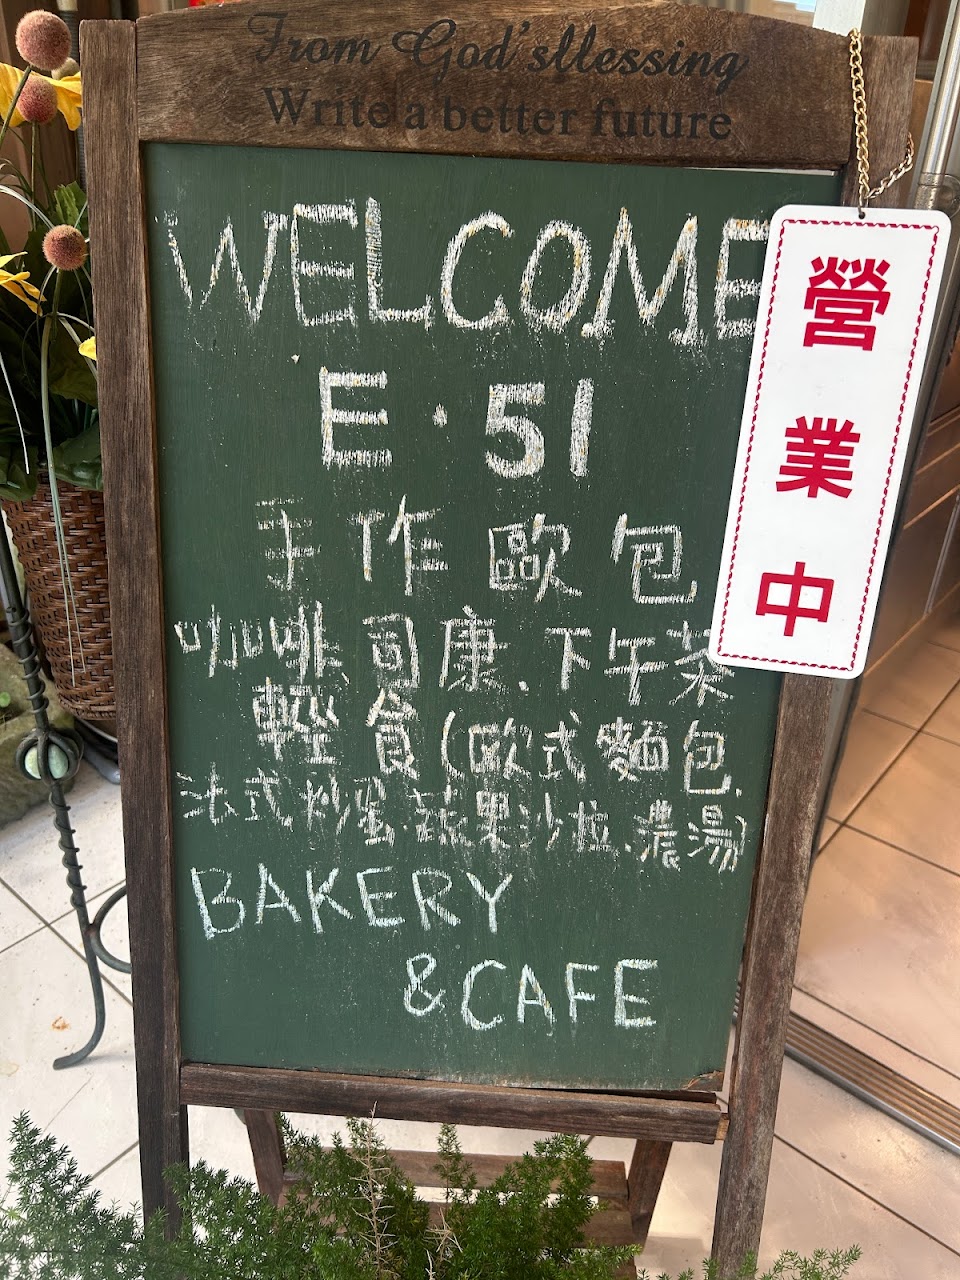 From God'sllessing
Write a better future
WELCOME
E·51
手作歐包
咖啡、司康、下午茶
輕食(歐式麵包、
法式炒蛋、蔬果沙拉、濃湯)
BAKERY
&CAFE
營業中